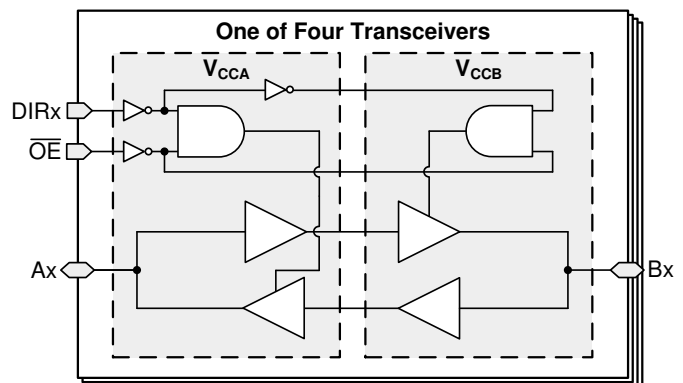 One of Four Transceivers
VCCA
VCCB
DIRx
OE
Ax
Bx